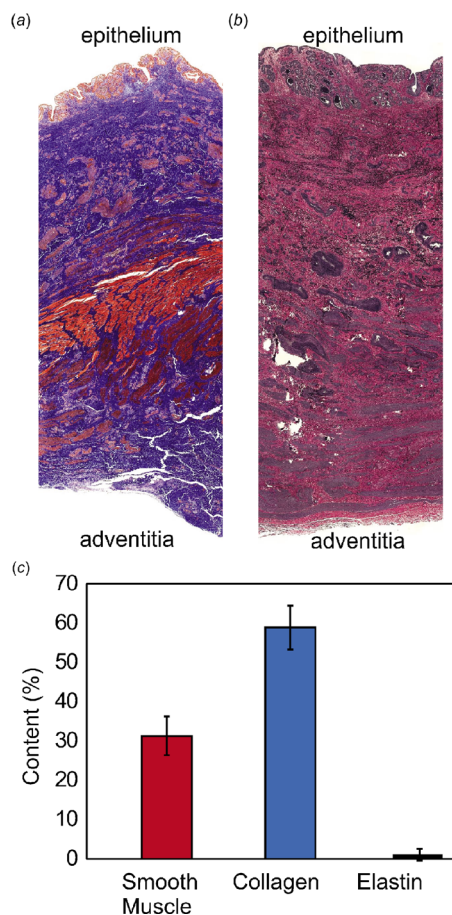 (a)
epithelium
(b)
epithelium
adventitia
adventitia
(c)
70
60
50
40
30
20
10
0
Content (%)
Smooth
Muscle
Collagen
Elastin